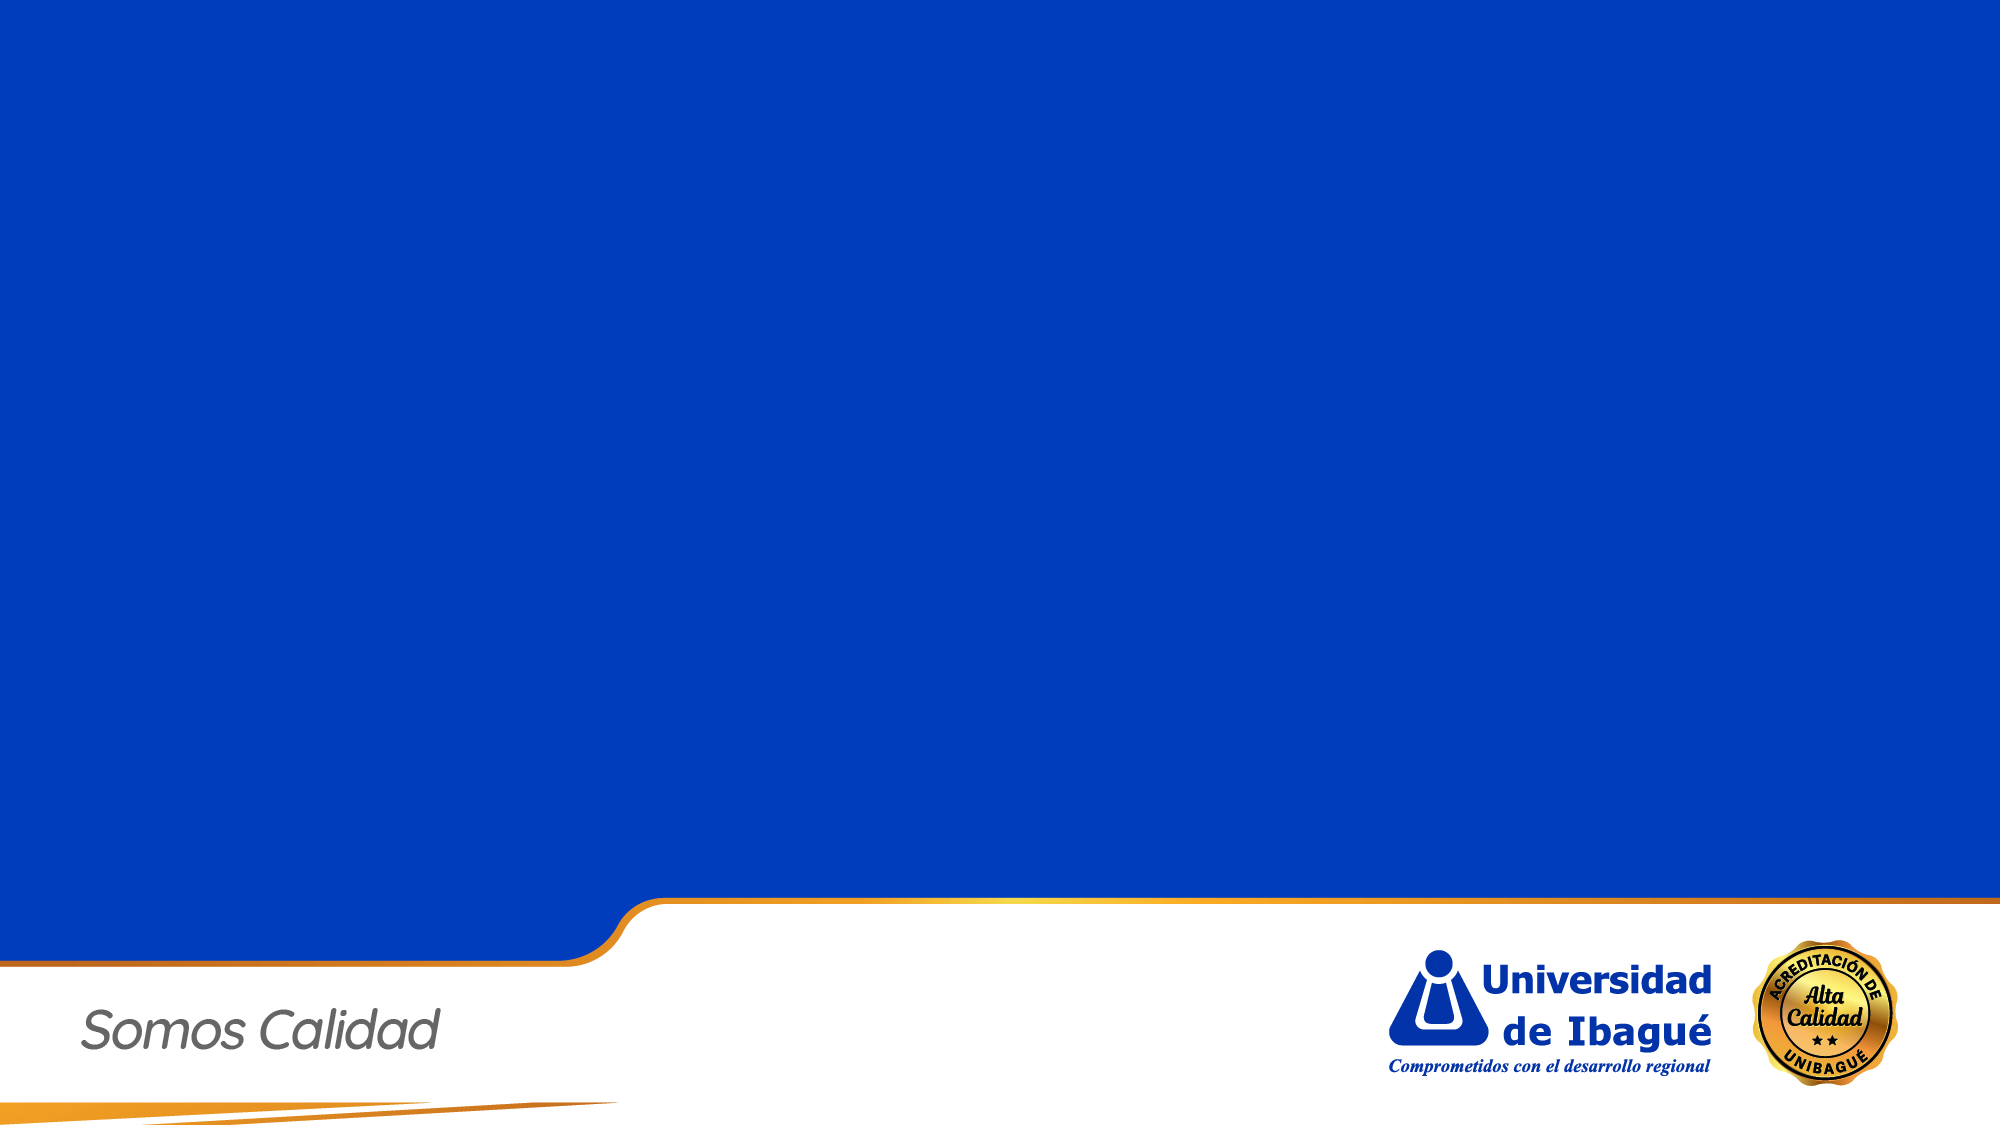 Somos Calidad
Universidad
de Ibagué
Comprometidos con el desarrollo regional
ACREDITACIÓN DE
Alta
Calidad
UNIBAGUÉ